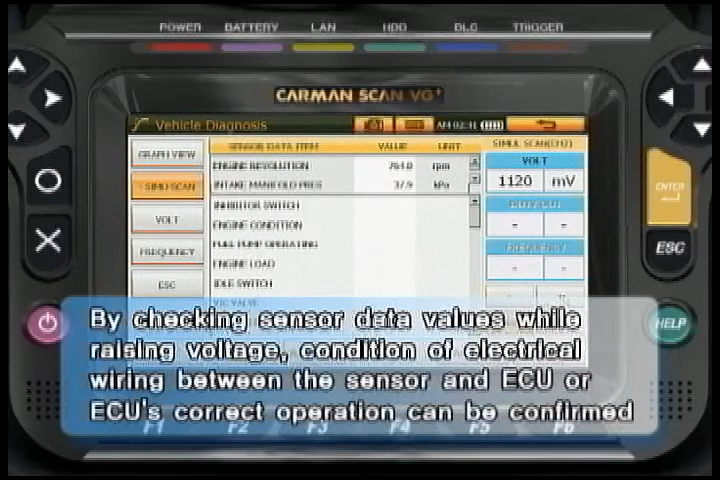 POWER BATTERY LAN HDD DLC TRIGGER
CARMAN SCAN VG+
Vehicle Diagnosis
AM 02:11
SENSOR DATA ITEM VALUE UNIT
SIMUL SCAN(CH2)
GRAPH VIEW
SIMU-SCAN
VOLT
FREQUENCY
ESC
ENGINE REVOLUTION rpm
INTAKE MANIFOLD PRES 37.9 kPa
INHIBITOR SWITCH
ENGINE CONDITION
FUEL PUMP OPERATING
ENGINE LOAD
IDLE SWITCH
VOLT
1120 mV
- -
FREQUENCY
- -
ENTER
ESC
HELP
By checking sensor data values while
raising voltage, condition of electrical
wiring between the sensor and ECU or
ECU's correct operation can be confirmed
F1 F2 F3 F4 F5 F6